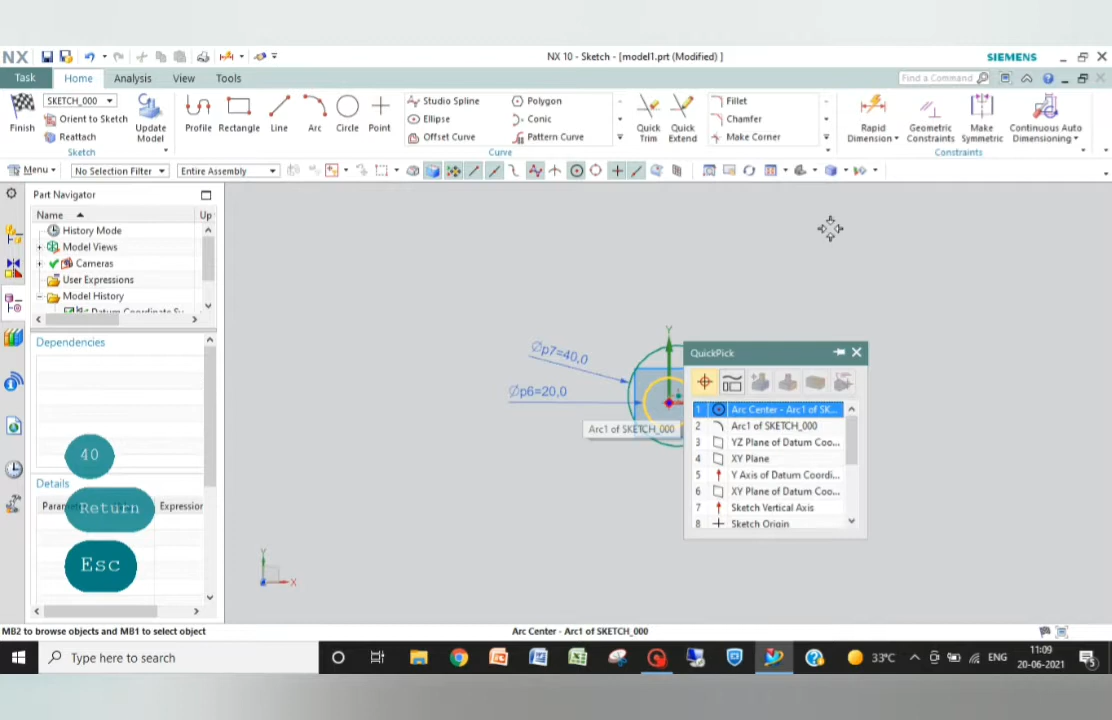 NX
NX 10 - Sketch - [model1.prt (Modified) ]
SIEMENS
Task
Home
Analysis
View
Tools
Find a Command
SKETCH_000
Orient to Sketch
Reattach
Finish
Update
Model
Sketch
Profile
Rectangle
Line
Arc
Circle
Point
Studio Spline
Ellipse
Offset Curve
Polygon
Conic
Pattern Curve
Curve
Quick
Trim
Quick
Extend
Fillet
Chamfer
Make Corner
Rapid
Dimension
Geometric
Constraints
Make
Symmetric
Continuous Auto
Dimensioning
Constraints
Menu
No Selection Filter
Entire Assembly
Part Navigator
Name
Up
History Mode
Model Views
Cameras
User Expressions
Model History
Dependencies
Details
Expression
40
Return
Esc
Y
∅p7=40,0
∅p6=20,0
Arc1 of SKETCH_000
QuickPick
1 Arc Center - Arc1 of SK...
2 Arc1 of SKETCH_000
3 YZ Plane of Datum Coo...
4 XY Plane
5 Y Axis of Datum Coordi...
6 XY Plane of Datum Coo...
7 Sketch Vertical Axis
8 Sketch Origin
Y
X
MB2 to browse objects and MB1 to select object
Arc Center - Arc1 of SKETCH_000
Type here to search
33°C
ENG
11:09
20-06-2021
5